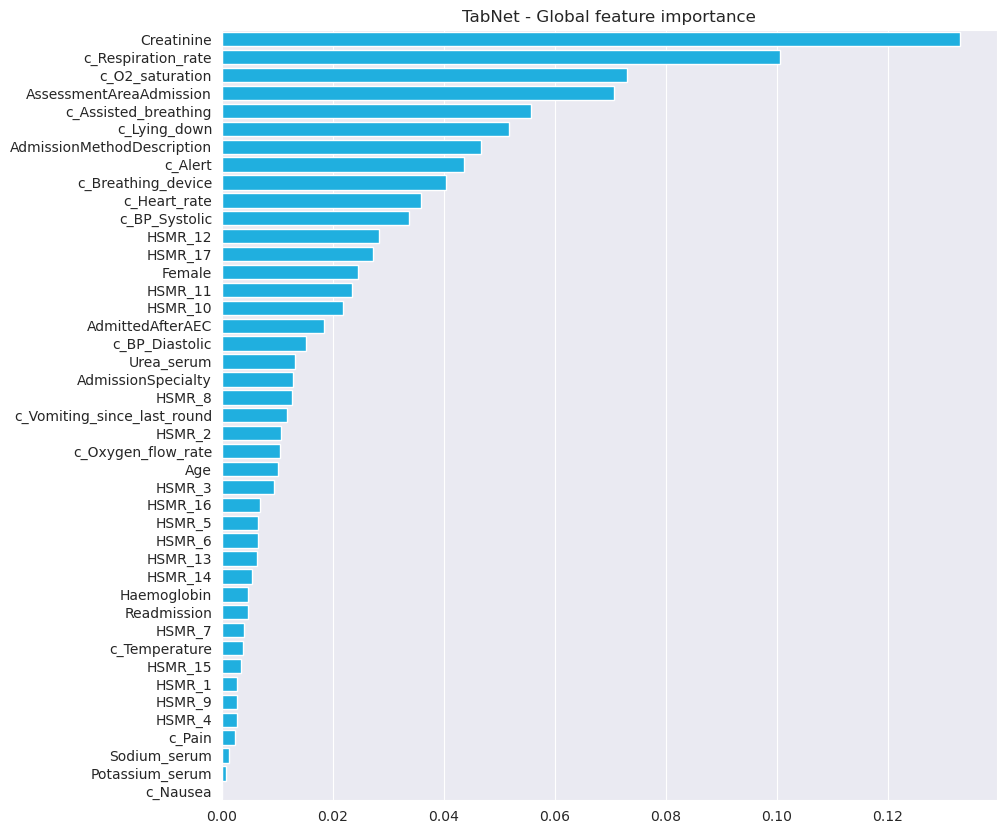 TabNet - Global feature importance
Creatinine
c_Respiration_rate
c_O2_saturation
AssessmentAreaAdmission
c_Assisted_breathing
c_Lying_down
AdmissionMethodDescription
c_Alert
c_Breathing_device
c_Heart_rate
c_BP_Systolic
HSMR_12
HSMR_17
Female
HSMR_11
HSMR_10
AdmittedAfterAEC
c_BP_Diastolic
Urea_serum
AdmissionSpecialty
HSMR_8
c_Vomiting_since_last_round
HSMR_2
c_Oxygen_flow_rate
Age
HSMR_3
HSMR_16
HSMR_5
HSMR_6
HSMR_13
HSMR_14
Haemoglobin
Readmission
HSMR_7
c_Temperature
HSMR_15
HSMR_1
HSMR_9
HSMR_4
c_Pain
Sodium_serum
Potassium_serum
c_Nausea
0.00 0.02 0.04 0.06 0.08 0.10 0.12